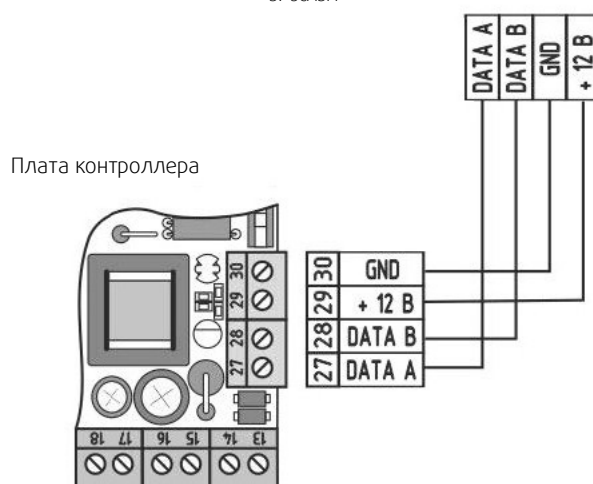 DATA A
DATA B
GND
+ 12 В
Плата контроллера
30
29
28
27
30 GND
29 + 12 В
28 DATA B
27 DATA A
18 17 16 15 14 13